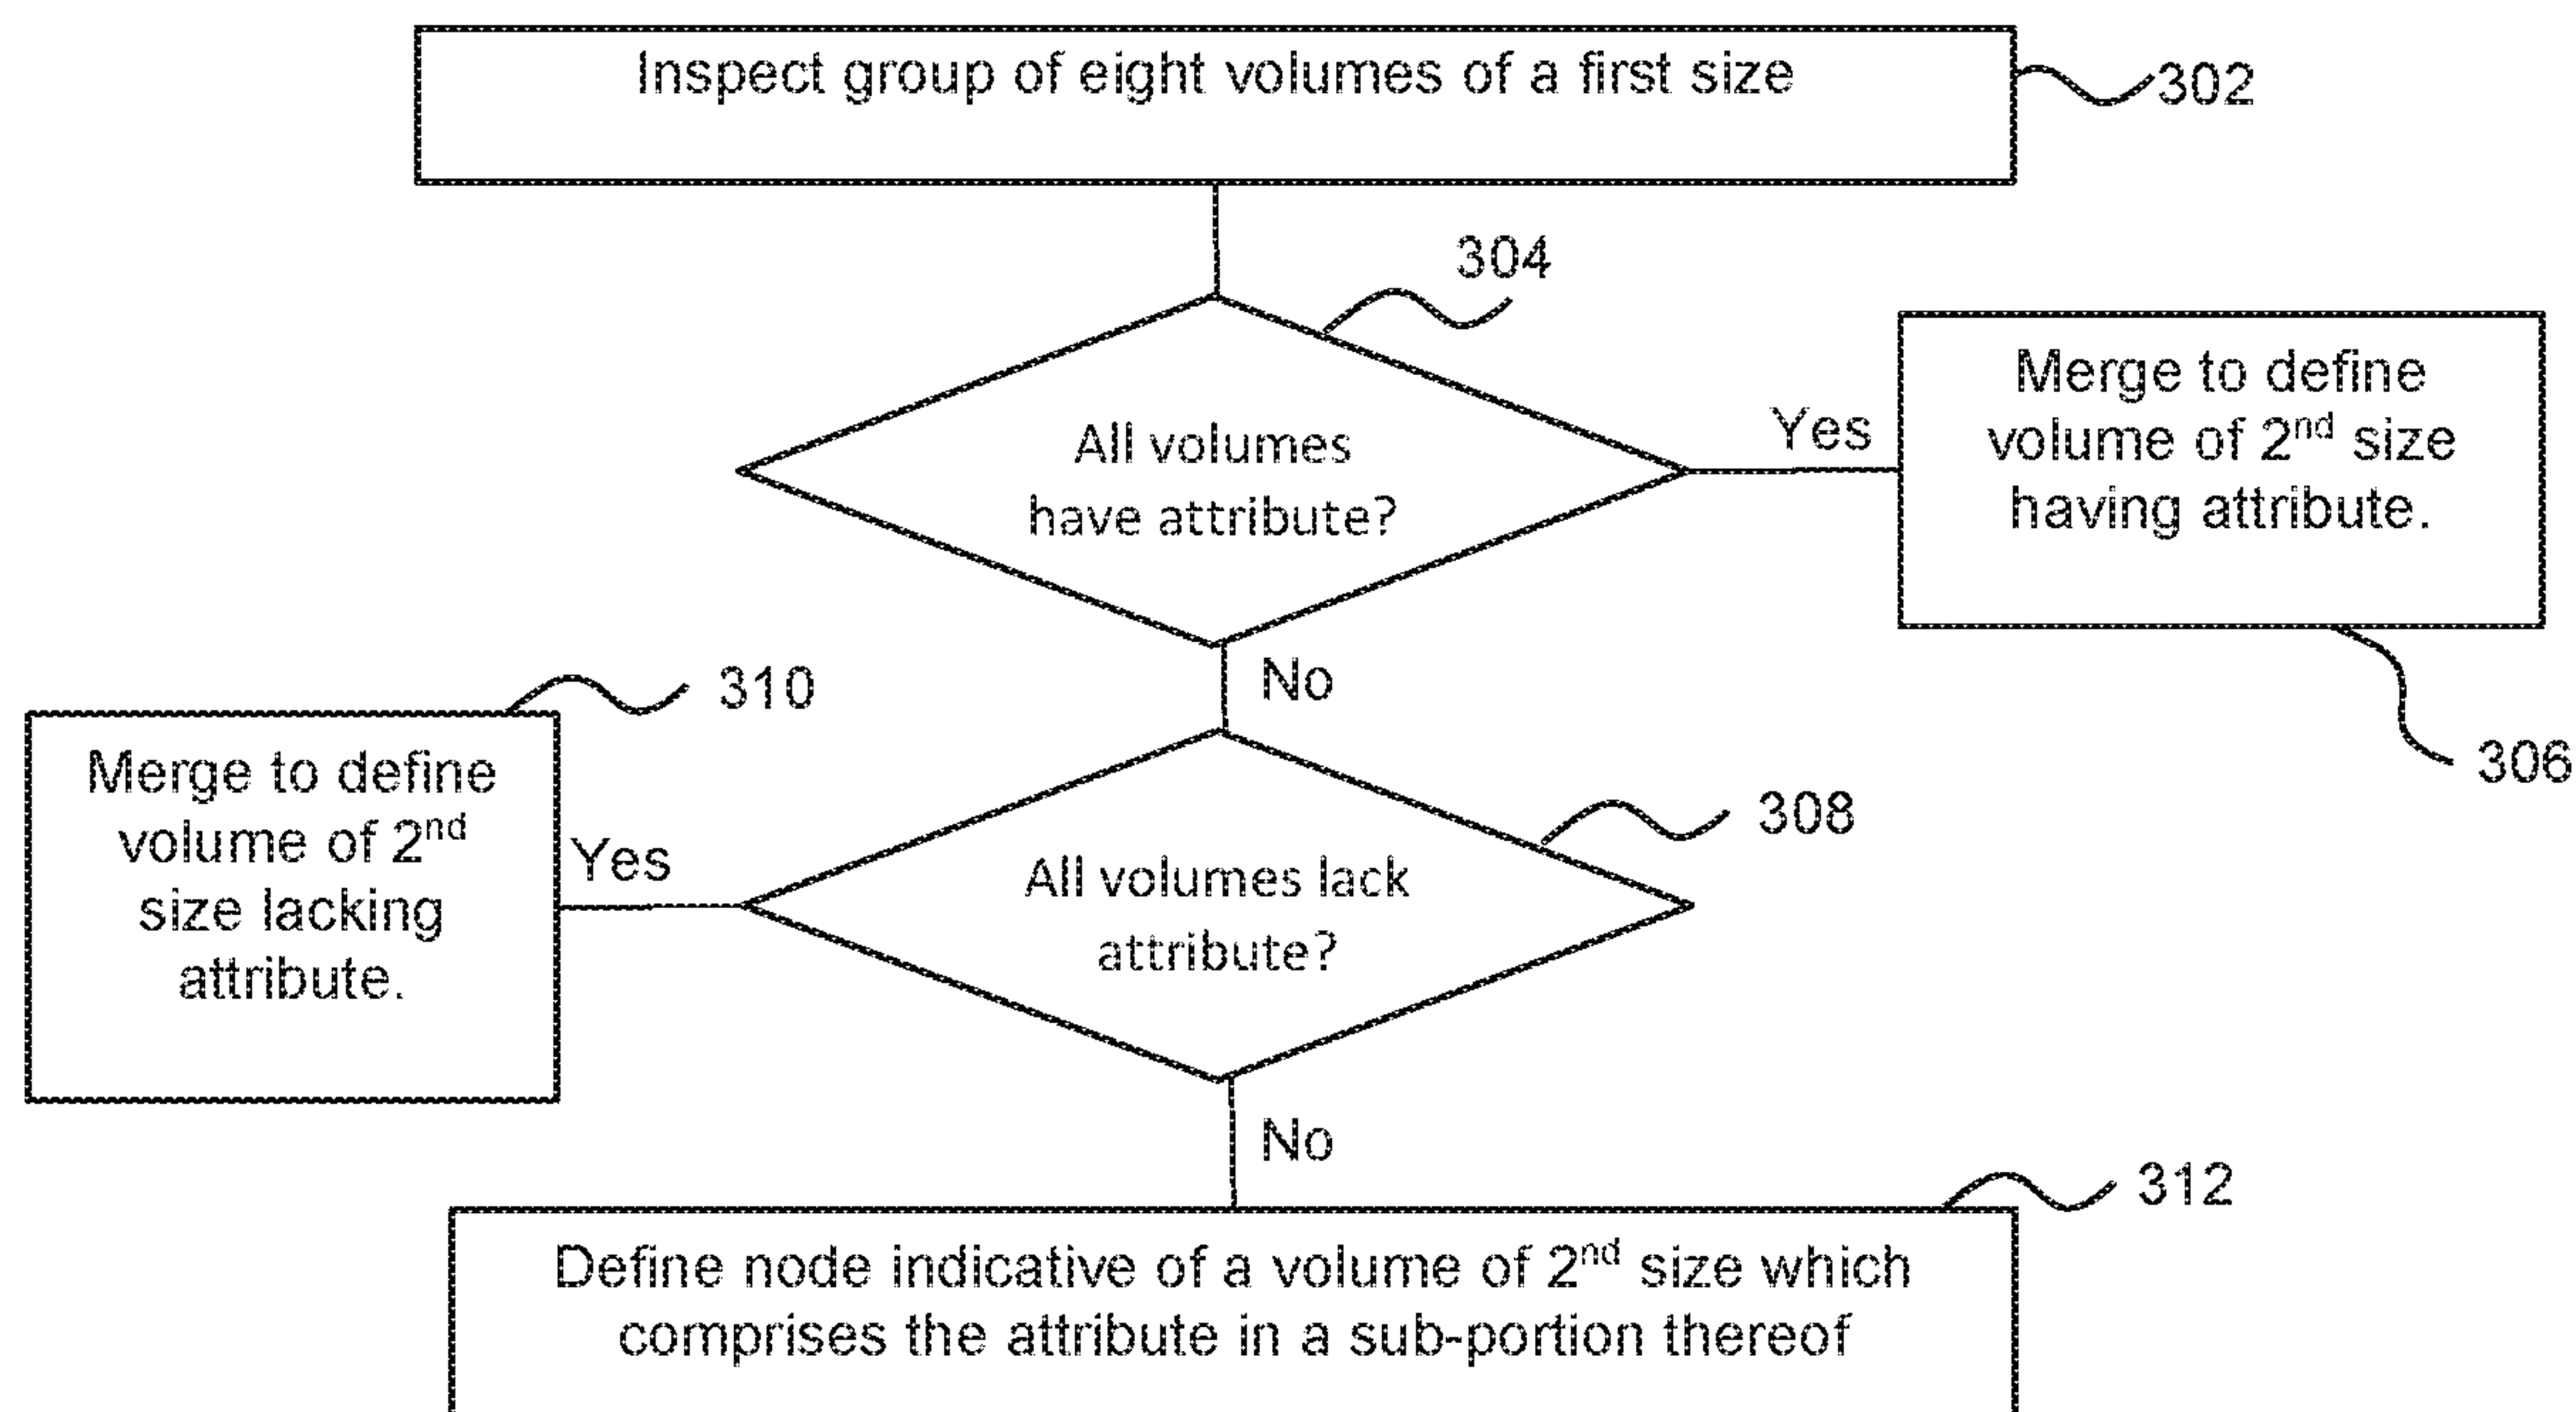 Inspect group of eight volumes of a first size
302
304
All volumes
have attribute?
Yes
Merge to define
volume of 2nd size
having attribute.
306
No
310
Merge to define
volume of 2nd
size lacking
attribute.
Yes
308
All volumes lack
attribute?
No
312
Define node indicative of a volume of 2nd size which
comprises the attribute in a sub-portion thereof